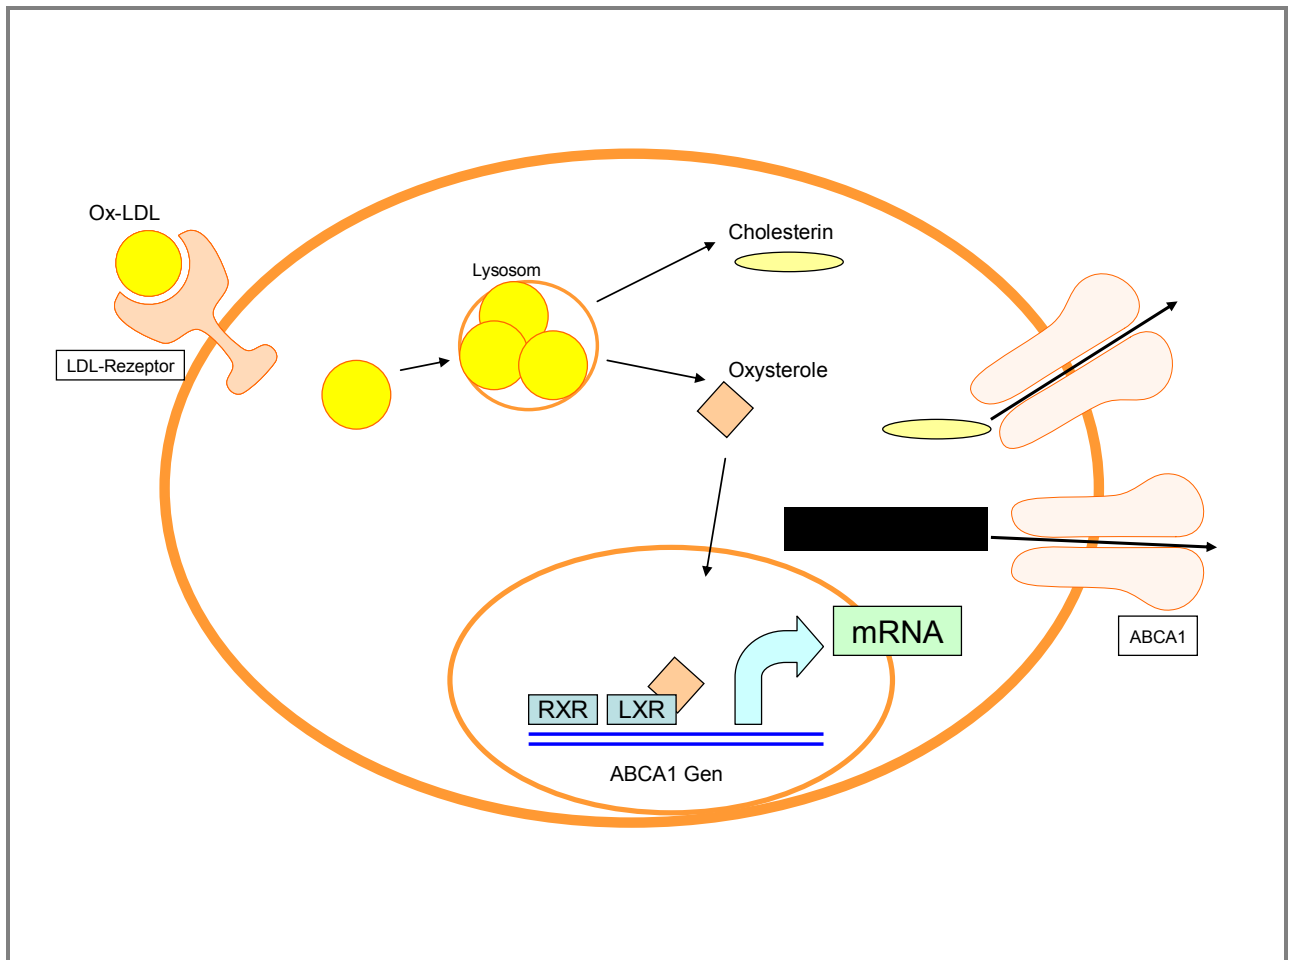 Ox-LDL
LDL-Rezeptor
Lysosom
Cholesterin
Oxysterole
mRNA
ABCA1
RXR
LXR
ABCA1 Gen